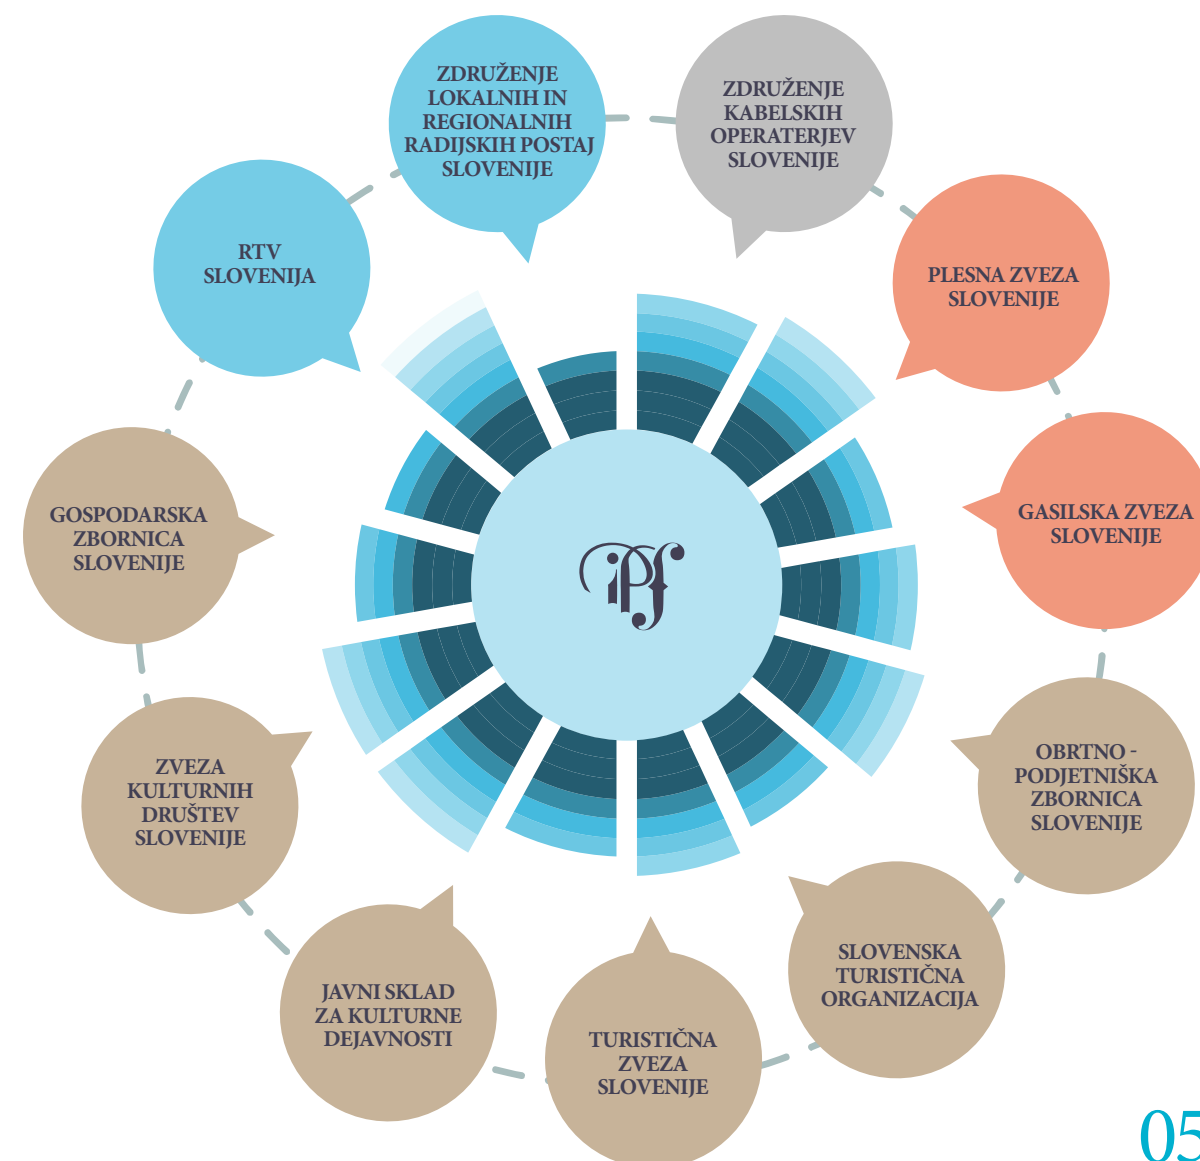 ZDRUŽENJE
LOKALNIH IN
REGIONALNIH
RADIJSKIH POSTAJ
SLOVENIJE
ZDRUŽENJE
KABELSKIH
OPERATERJEV
SLOVENIJE
RTV
SLOVENIJA
PLESNA ZVEZA
SLOVENIJE
GOSPODARSKA
ZBORNICA
SLOVENIJE
GASILSKA ZVEZA
SLOVENIJE
iPf
ZVEZA
KULTURNIH
DRUŠTEV
SLOVENIJE
OBRTNO -
PODJETNIŠKA
ZBORNICA
SLOVENIJE
JAVNI SKLAD
ZA KULTURNE
DEJAVNOSTI
TURISTIČNA
ZVEZA
SLOVENIJE
SLOVENSKA
TURISTIČNA
ORGANIZACIJA
05